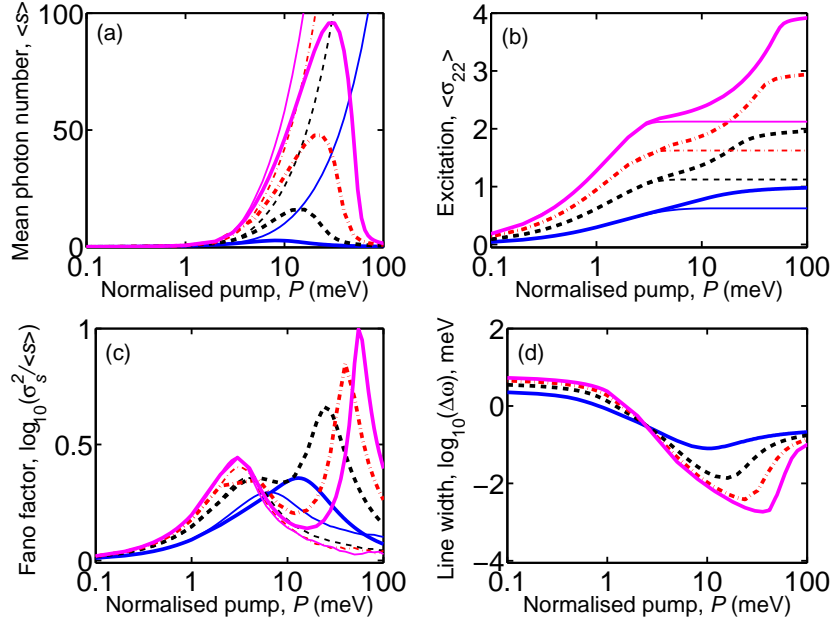 (a)
Mean photon number, <s>
100
50
0
0.1 1 10 100
Normalised pump, P (meV)
(b)
Excitation, <σ22>
4
3
2
1
0
0.1 1 10 100
Normalised pump, P (meV)
(c)
Fano factor, log10(σs2/<s>)
1
0.5
0
0.1 1 10 100
Normalised pump, P (meV)
(d)
Line width, log10(Δω), meV
2
0
−2
−4
0.1 1 10 100
Normalised pump, P (meV)